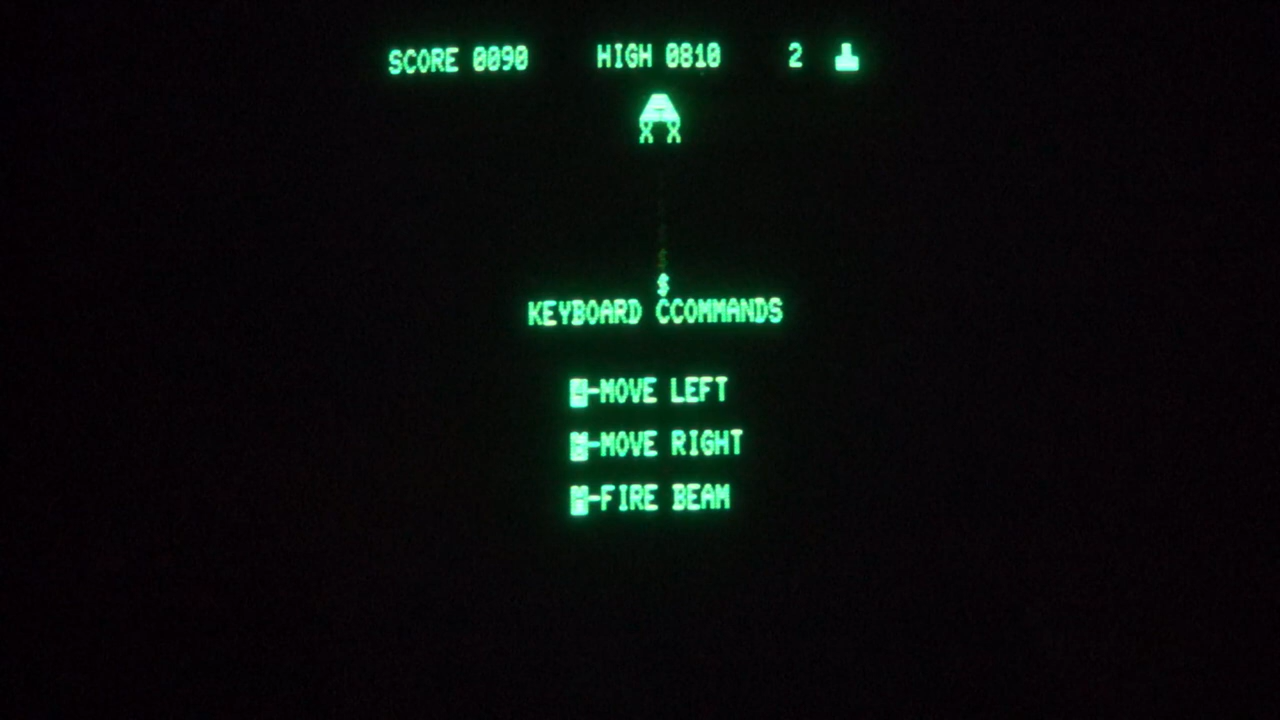 SCORE 0090 HIGH 0810 2
$
KEYBOARD CCOMMANDS
-MOVE LEFT
-MOVE RIGHT
-FIRE BEAM